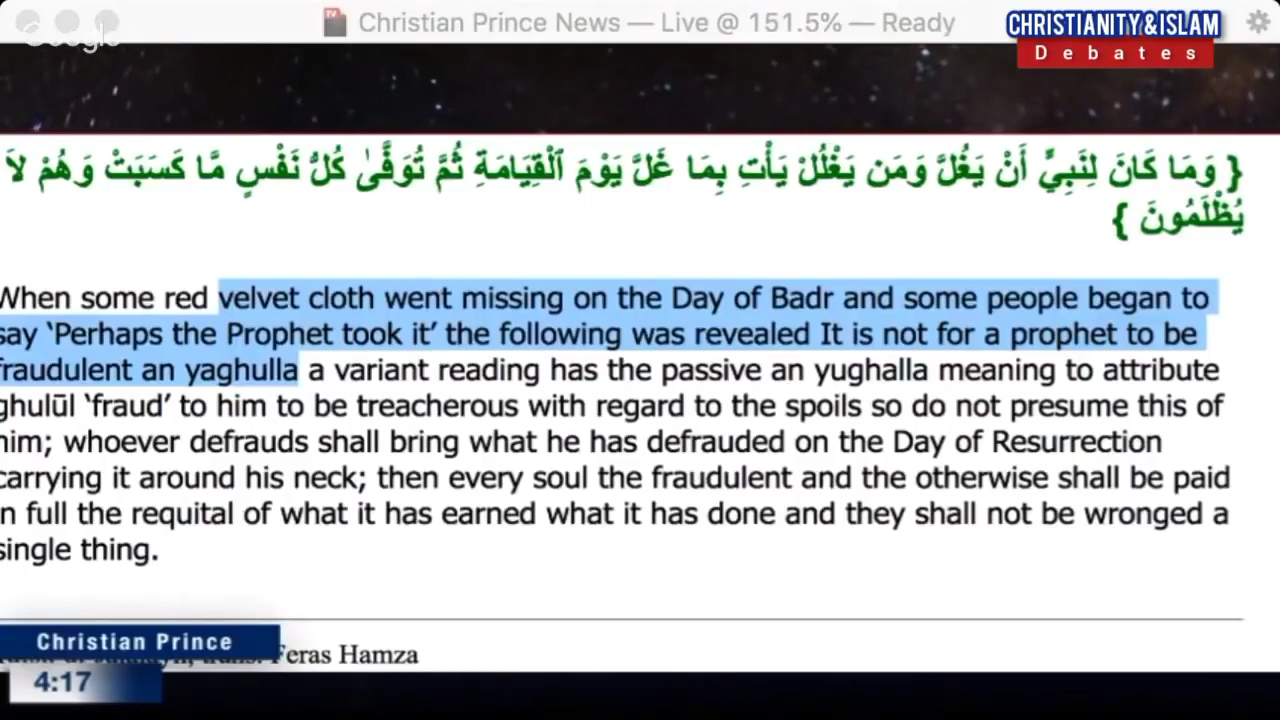 Christian Prince News — Live @ 151.5% — Ready
CHRISTIANITY & ISLAM
Debates
Google
{ وَمَا كَانَ لِنَبِيٍّ أَنْ يَغُلَّ وَمَن يَغْلُلْ يَأْتِ بِمَا غَلَّ يَوْمَ ٱلْقِيَامَةِ ثُمَّ تُوَفَّىٰ كُلُّ نَفْسٍ مَّا كَسَبَتْ وَهُمْ لاَ
يُظْلَمُونَ }
When some red velvet cloth went missing on the Day of Badr and some people began to
say ‘Perhaps the Prophet took it’ the following was revealed It is not for a prophet to be
fraudulent an yaghulla a variant reading has the passive an yughalla meaning to attribute
ghulūl ‘fraud’ to him to be treacherous with regard to the spoils so do not presume this of
him; whoever defrauds shall bring what he has defrauded on the Day of Resurrection
carrying it around his neck; then every soul the fraudulent and the otherwise shall be paid
in full the requital of what it has earned what it has done and they shall not be wronged a
single thing.
Christian Prince
Feras Hamza
4:17